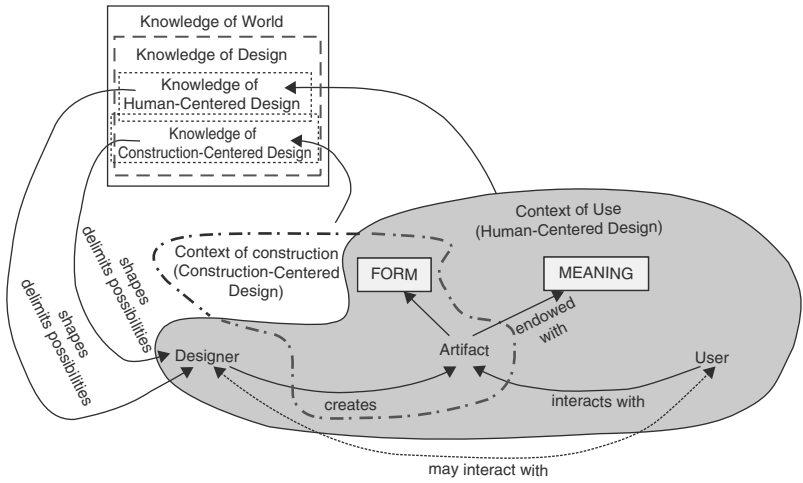 Knowledge of World
Knowledge of Design
Knowledge of
Human-Centered Design
Knowledge of
Construction-Centered Design
Context of Use
(Human-Centered Design)
Context of construction
(Construction-Centered
Design)
FORM
MEANING
shapes
delimits possibilities
shapes
delimits possibilities
endowed
with
Designer
Artifact
User
creates
interacts with
may interact with